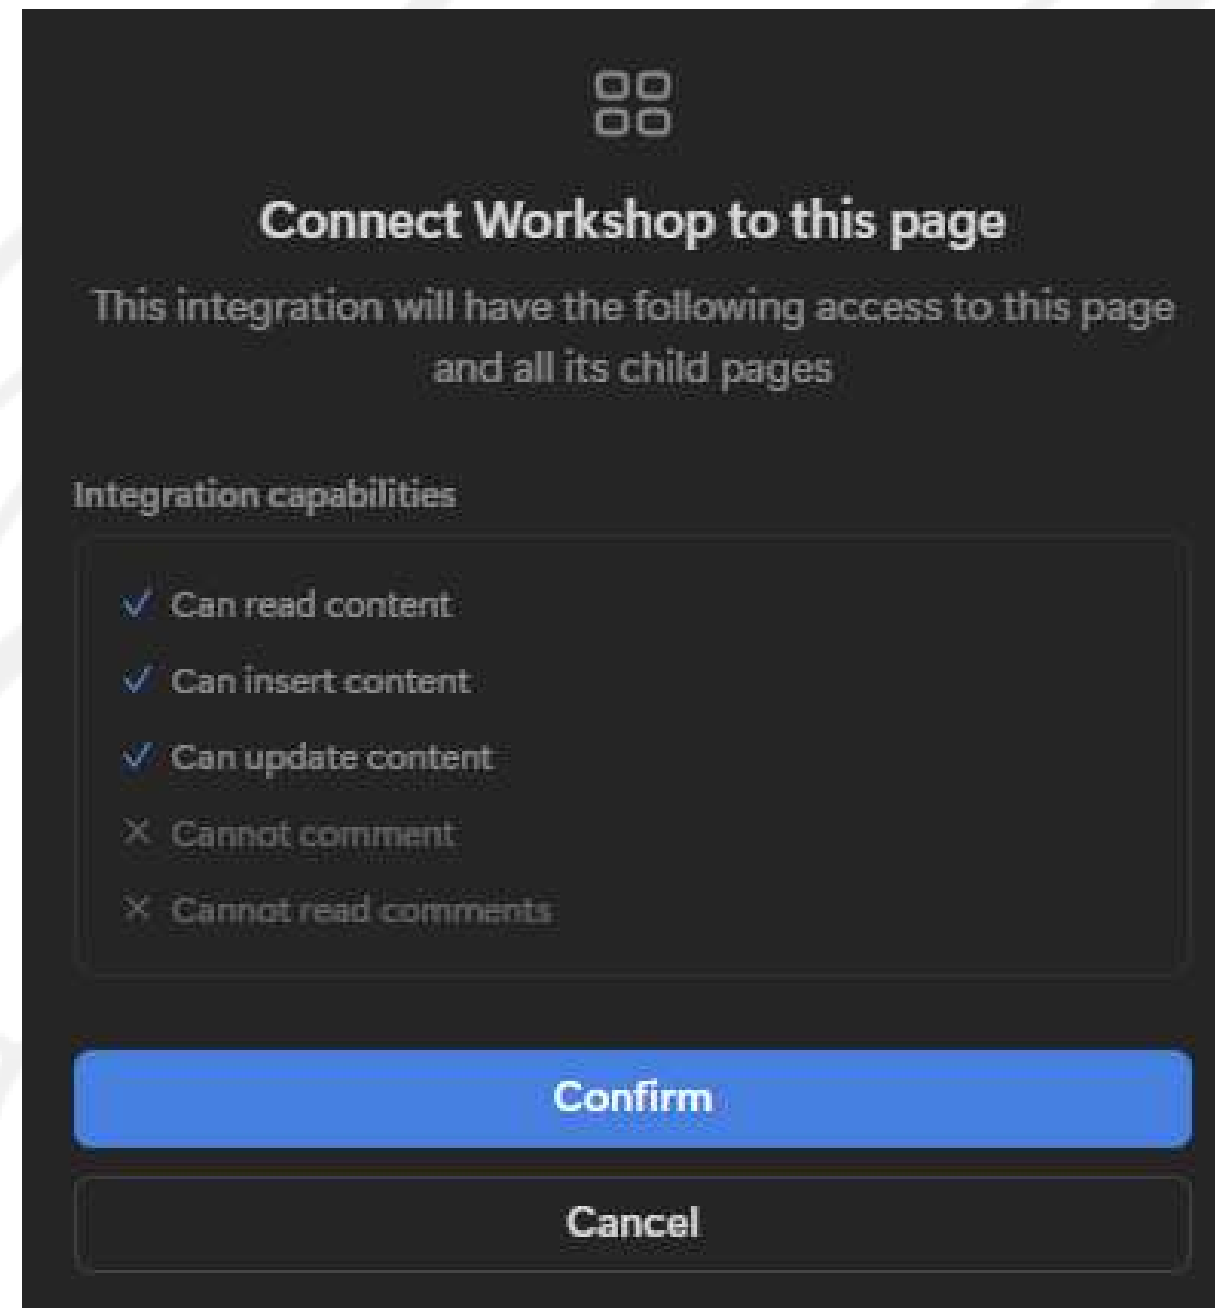 Connect Workshop to this page
This integration will have the following access to this page
and all its child pages
Integration capabilities
Can read content
Can insert content
Can update content
Cannot comment
Cannot read comments
Confirm
Cancel